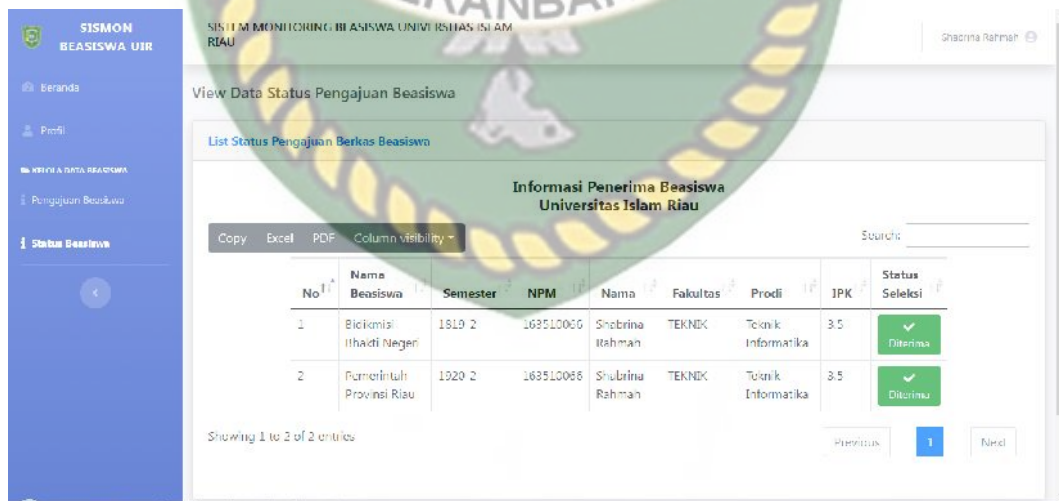 SISMON
BEASISWA UIR
Beranda
Profil
KELOLA DATA BEASISWA
Pengajuan Beasiswa
Status Beasiswa
SISTEM MONITORING BEASISWA UNIVERSITAS ISLAM
RIAU
Shabrina Rahmah
View Data Status Pengajuan Beasiswa
List Status Pengajuan Berkas Beasiswa
Informasi Penerima Beasiswa
Universitas Islam Riau
Copy Excel PDF Column visibility
Search:
No Nama Beasiswa Semester NPM Nama Fakultas Prodi IPK Status Seleksi
1 Bidikmisi Bhakti Negeri 1819-2 163510066 Shabrina Rahmah TEKNIK Teknik Informatika 3.5 Diterima
2 Pemerintah Provinsi Riau 1920-2 163510066 Shabrina Rahmah TEKNIK Teknik Informatika 3.5 Diterima
Showing 1 to 2 of 2 entries
Previous 1 Next